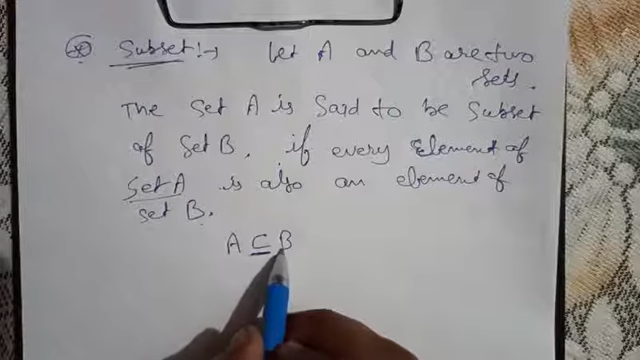 Subset :→ Let A and B are two
sets.
The set A is Said to be Subset
of Set B. if every Element of
Set A is also an element of
Set B.
A ⊆ B